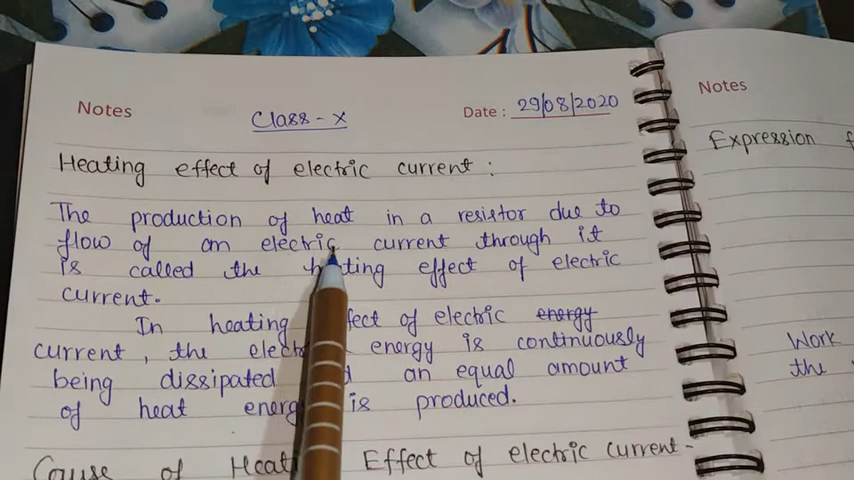 Notes
Class - X
Date : 29/08/2020
Heating effect of electric current :
The production of heat in a resistor due to
flow of an electric current through it
is called the heating effect of electric
current.
In heating effect of electric energy
current, the electrical energy is continuously
being dissipated an equal amount
of heat energy is produced.
Cause of Heating Effect of electric current -
Notes
Expression
Work
the